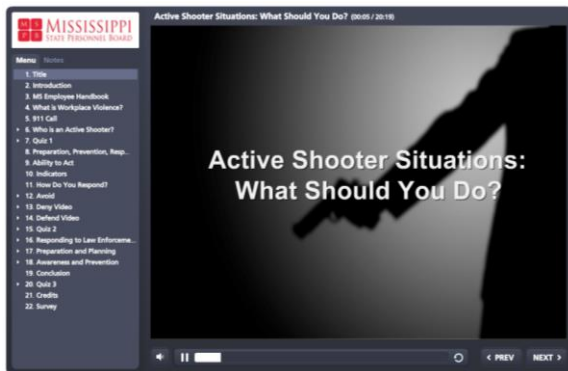 M S
P B
MISSISSIPPI
STATE PERSONNEL BOARD
Active Shooter Situations: What Should You Do? (00:05 / 20:18)
Menu Notes
1. Title
2. Introduction
3. MS Employee Handbook
4. What is Workplace Violence?
5. 911 Call
6. Who is an Active Shooter?
7. Quiz 1
8. Preparation, Prevention, Resp...
9. Ability to Act
10. Indicators
11. How Do You Respond?
12. Avoid
13. Deny Video
14. Defend Video
15. Quiz 2
16. Responding to Law Enforceme...
17. Preparation and Planning
18. Awareness and Prevention
19. Conclusion
20. Quiz 3
21. Credits
22. Survey
Active Shooter Situations:
What Should You Do?
< PREV NEXT >